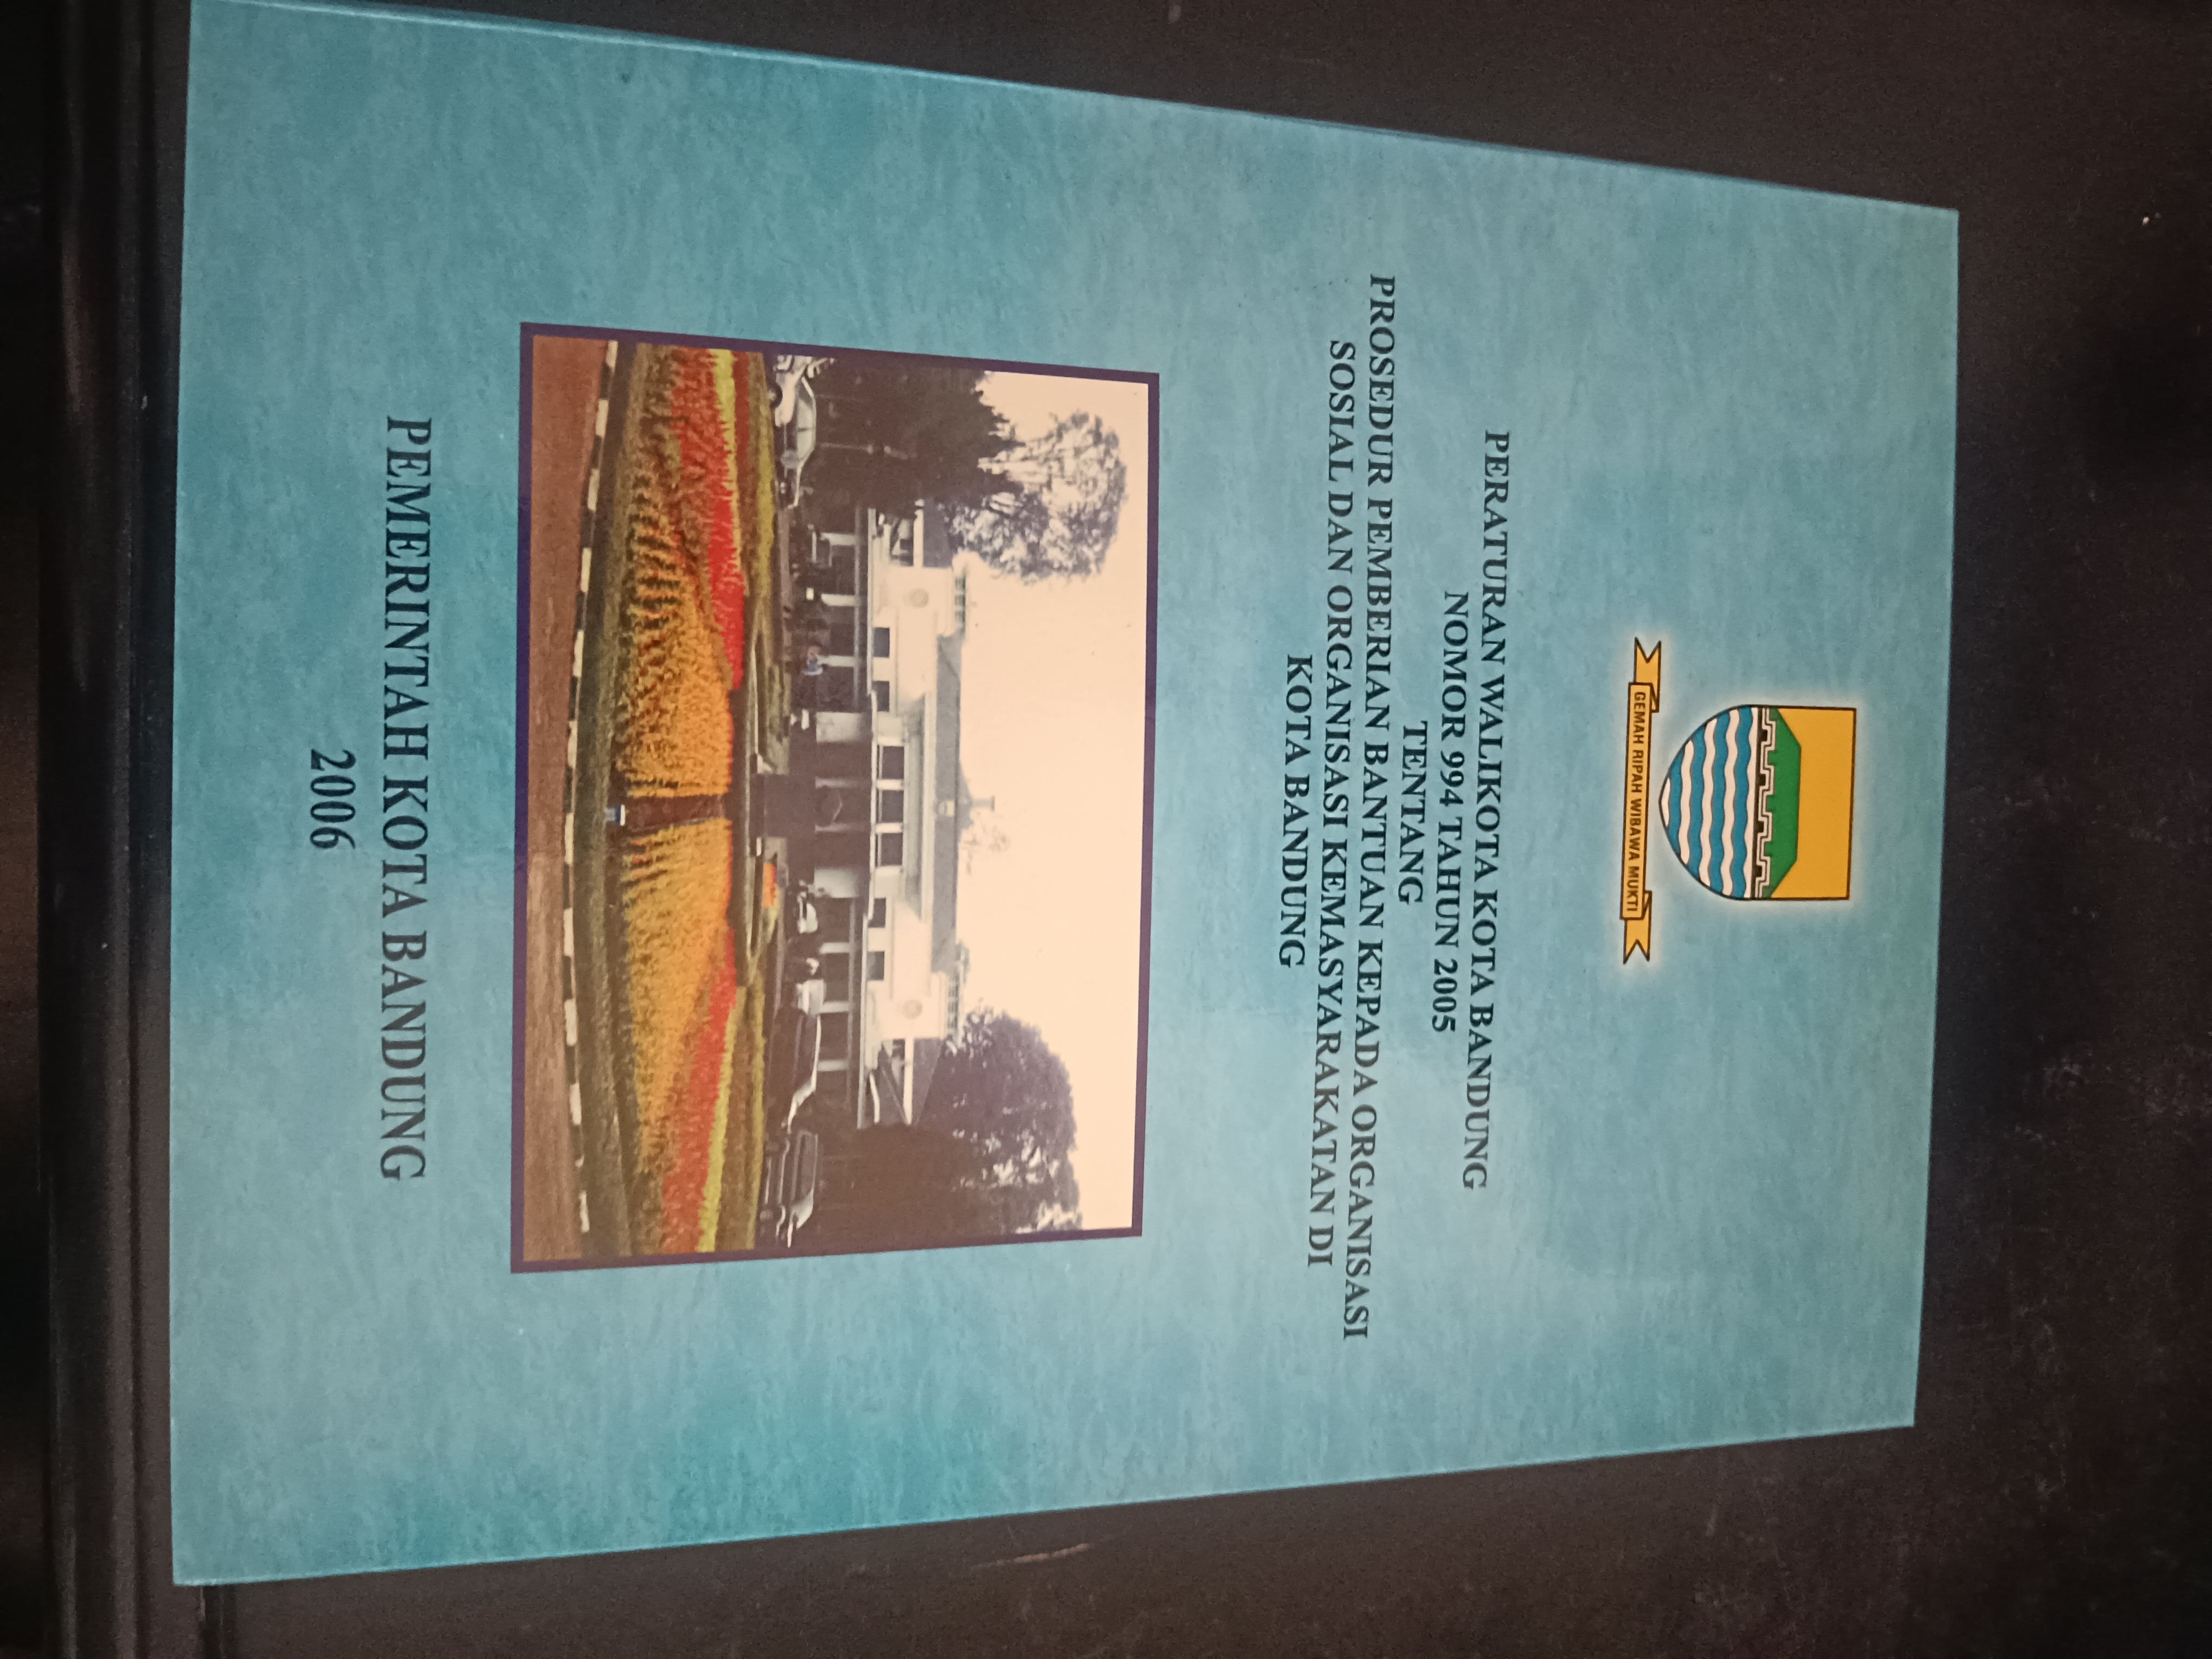 GEMAH RIPAH WIBAWA MUKTI
PERATURAN WALIKOTA KOTA BANDUNG
NOMOR 994 TAHUN 2005
TENTANG
PROSEDUR PEMBERIAN BANTUAN KEPADA ORGANISASI
SOSIAL DAN ORGANISASI KEMASYARAKATAN DI
KOTA BANDUNG
PEMERINTAH KOTA BANDUNG
2006